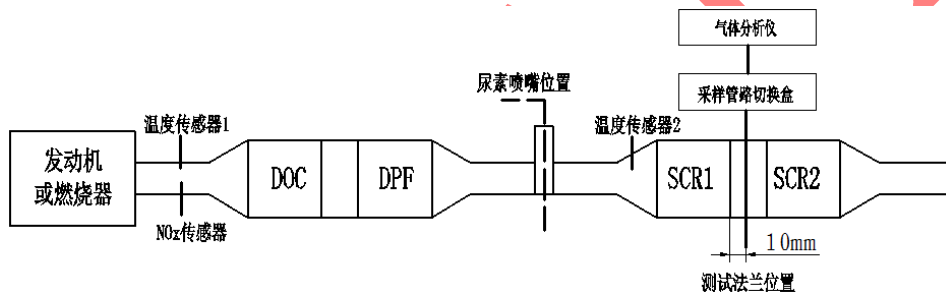 气体分析仪
尿素喷嘴位置
采样管路切换盒
温度传感器1
温度传感器2
发动机
或燃烧器
DOC
DPF
SCR1
SCR2
NOx传感器
10mm
测试法兰位置